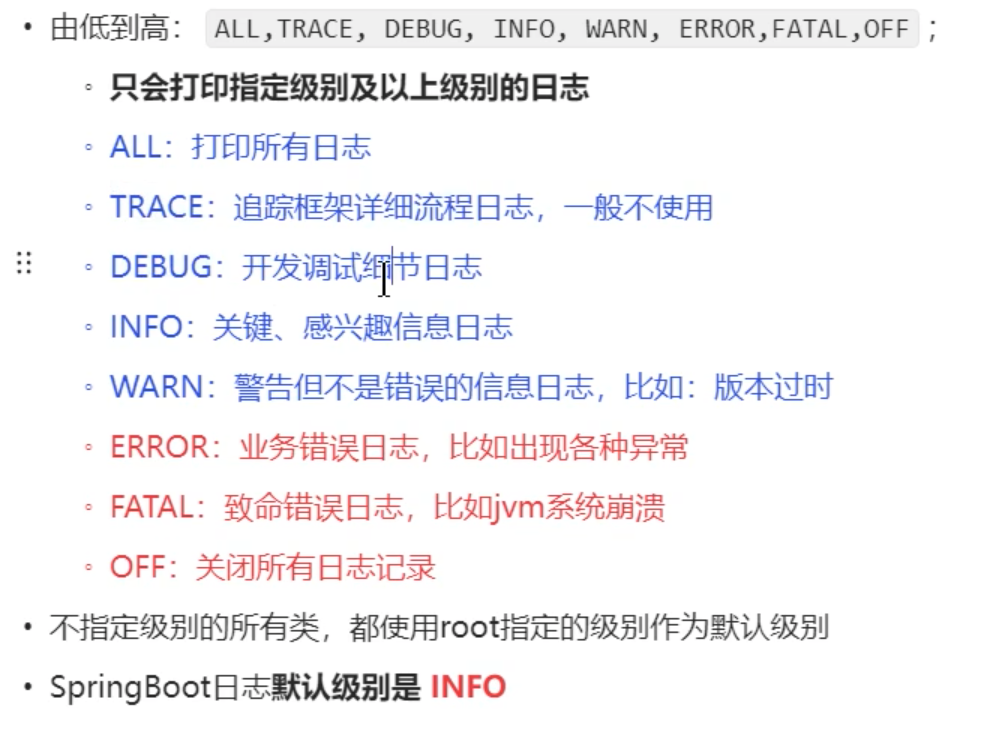 • 由低到高： ALL,TRACE, DEBUG, INFO, WARN, ERROR,FATAL,OFF ；
◦ 只会打印指定级别及以上级别的日志
◦ ALL：打印所有日志
◦ TRACE：追踪框架详细流程日志，一般不使用
◦ DEBUG：开发调试细节日志
◦ INFO：关键、感兴趣信息日志
◦ WARN：警告但不是错误的信息日志，比如：版本过时
◦ ERROR：业务错误日志，比如出现各种异常
◦ FATAL：致命错误日志，比如jvm系统崩溃
◦ OFF：关闭所有日志记录
• 不指定级别的所有类，都使用root指定的级别作为默认级别
• SpringBoot日志默认级别是 INFO